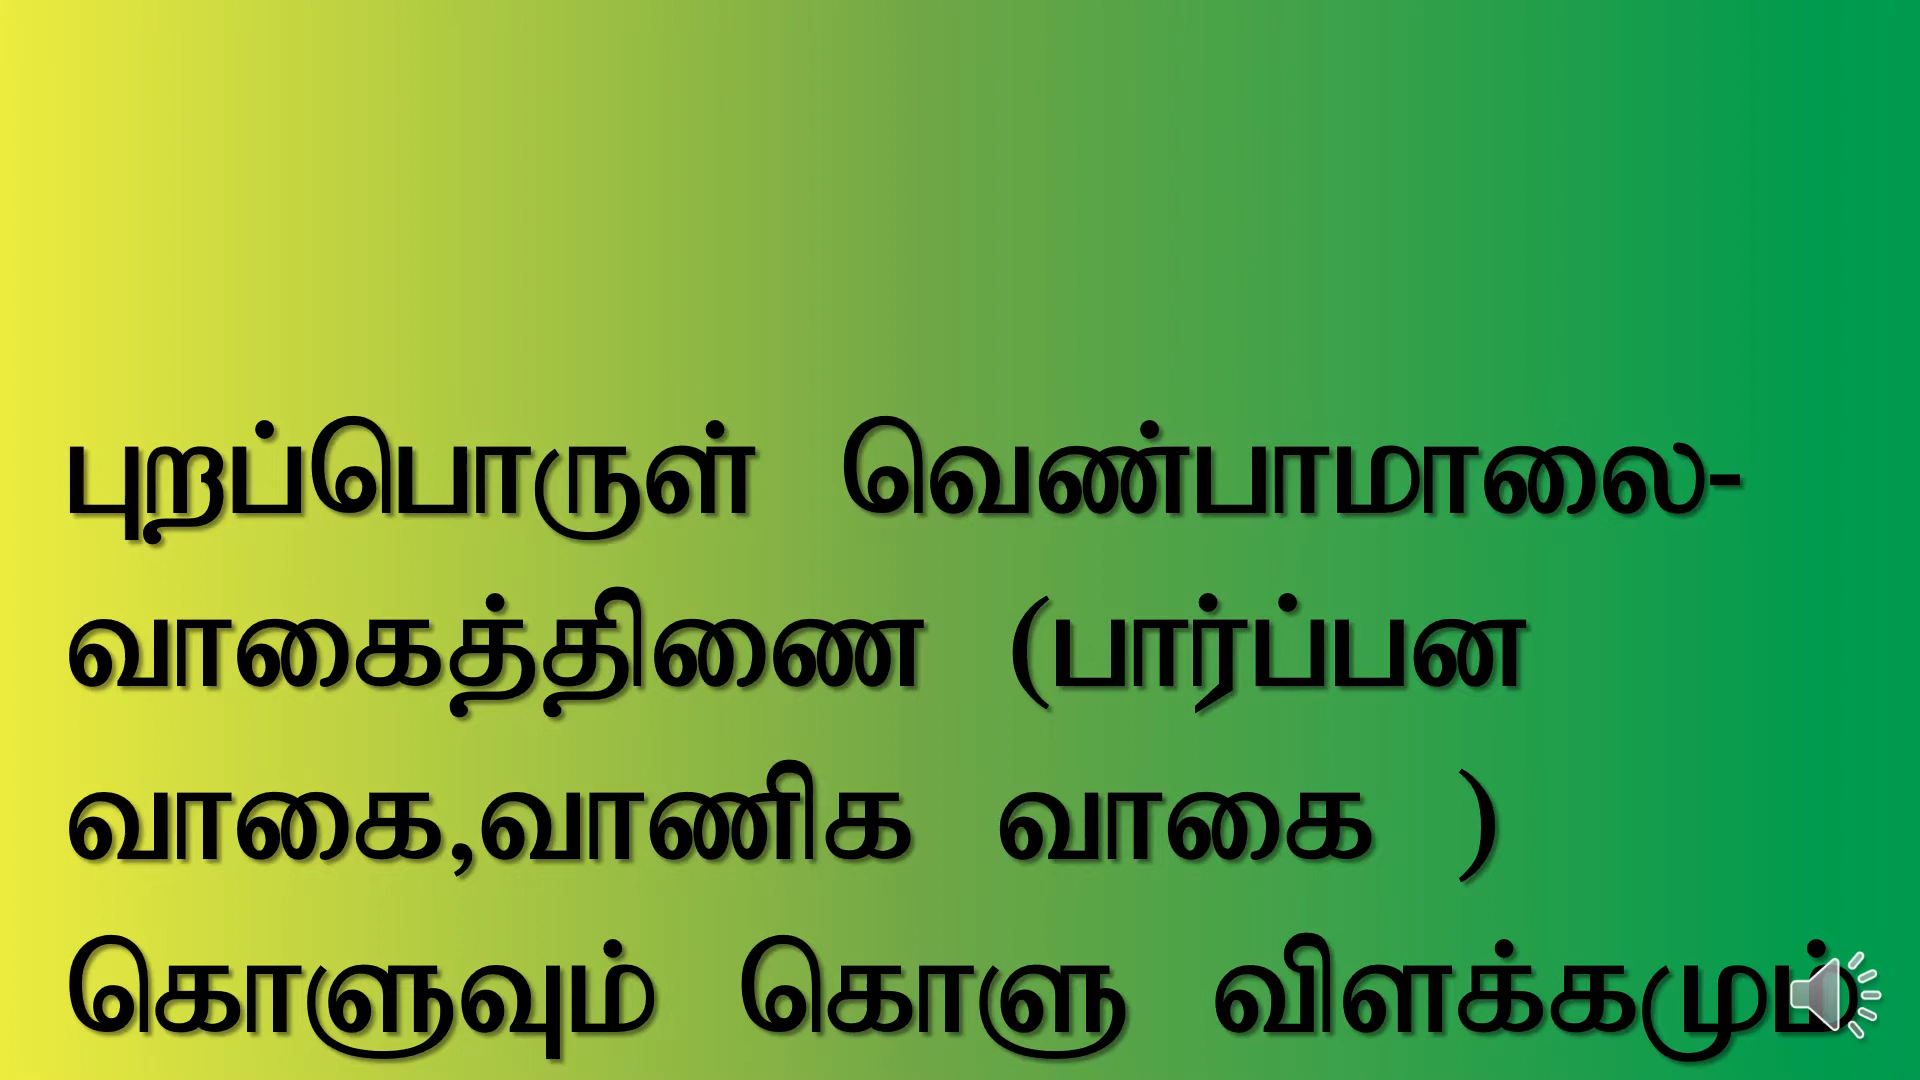 புறப்பொருள் வெண்பாமாலை-
வாகைத்திணை (பார்ப்பன
வாகை,வாணிக வாகை )
கொளுவும் கொளு விளக்கமும்